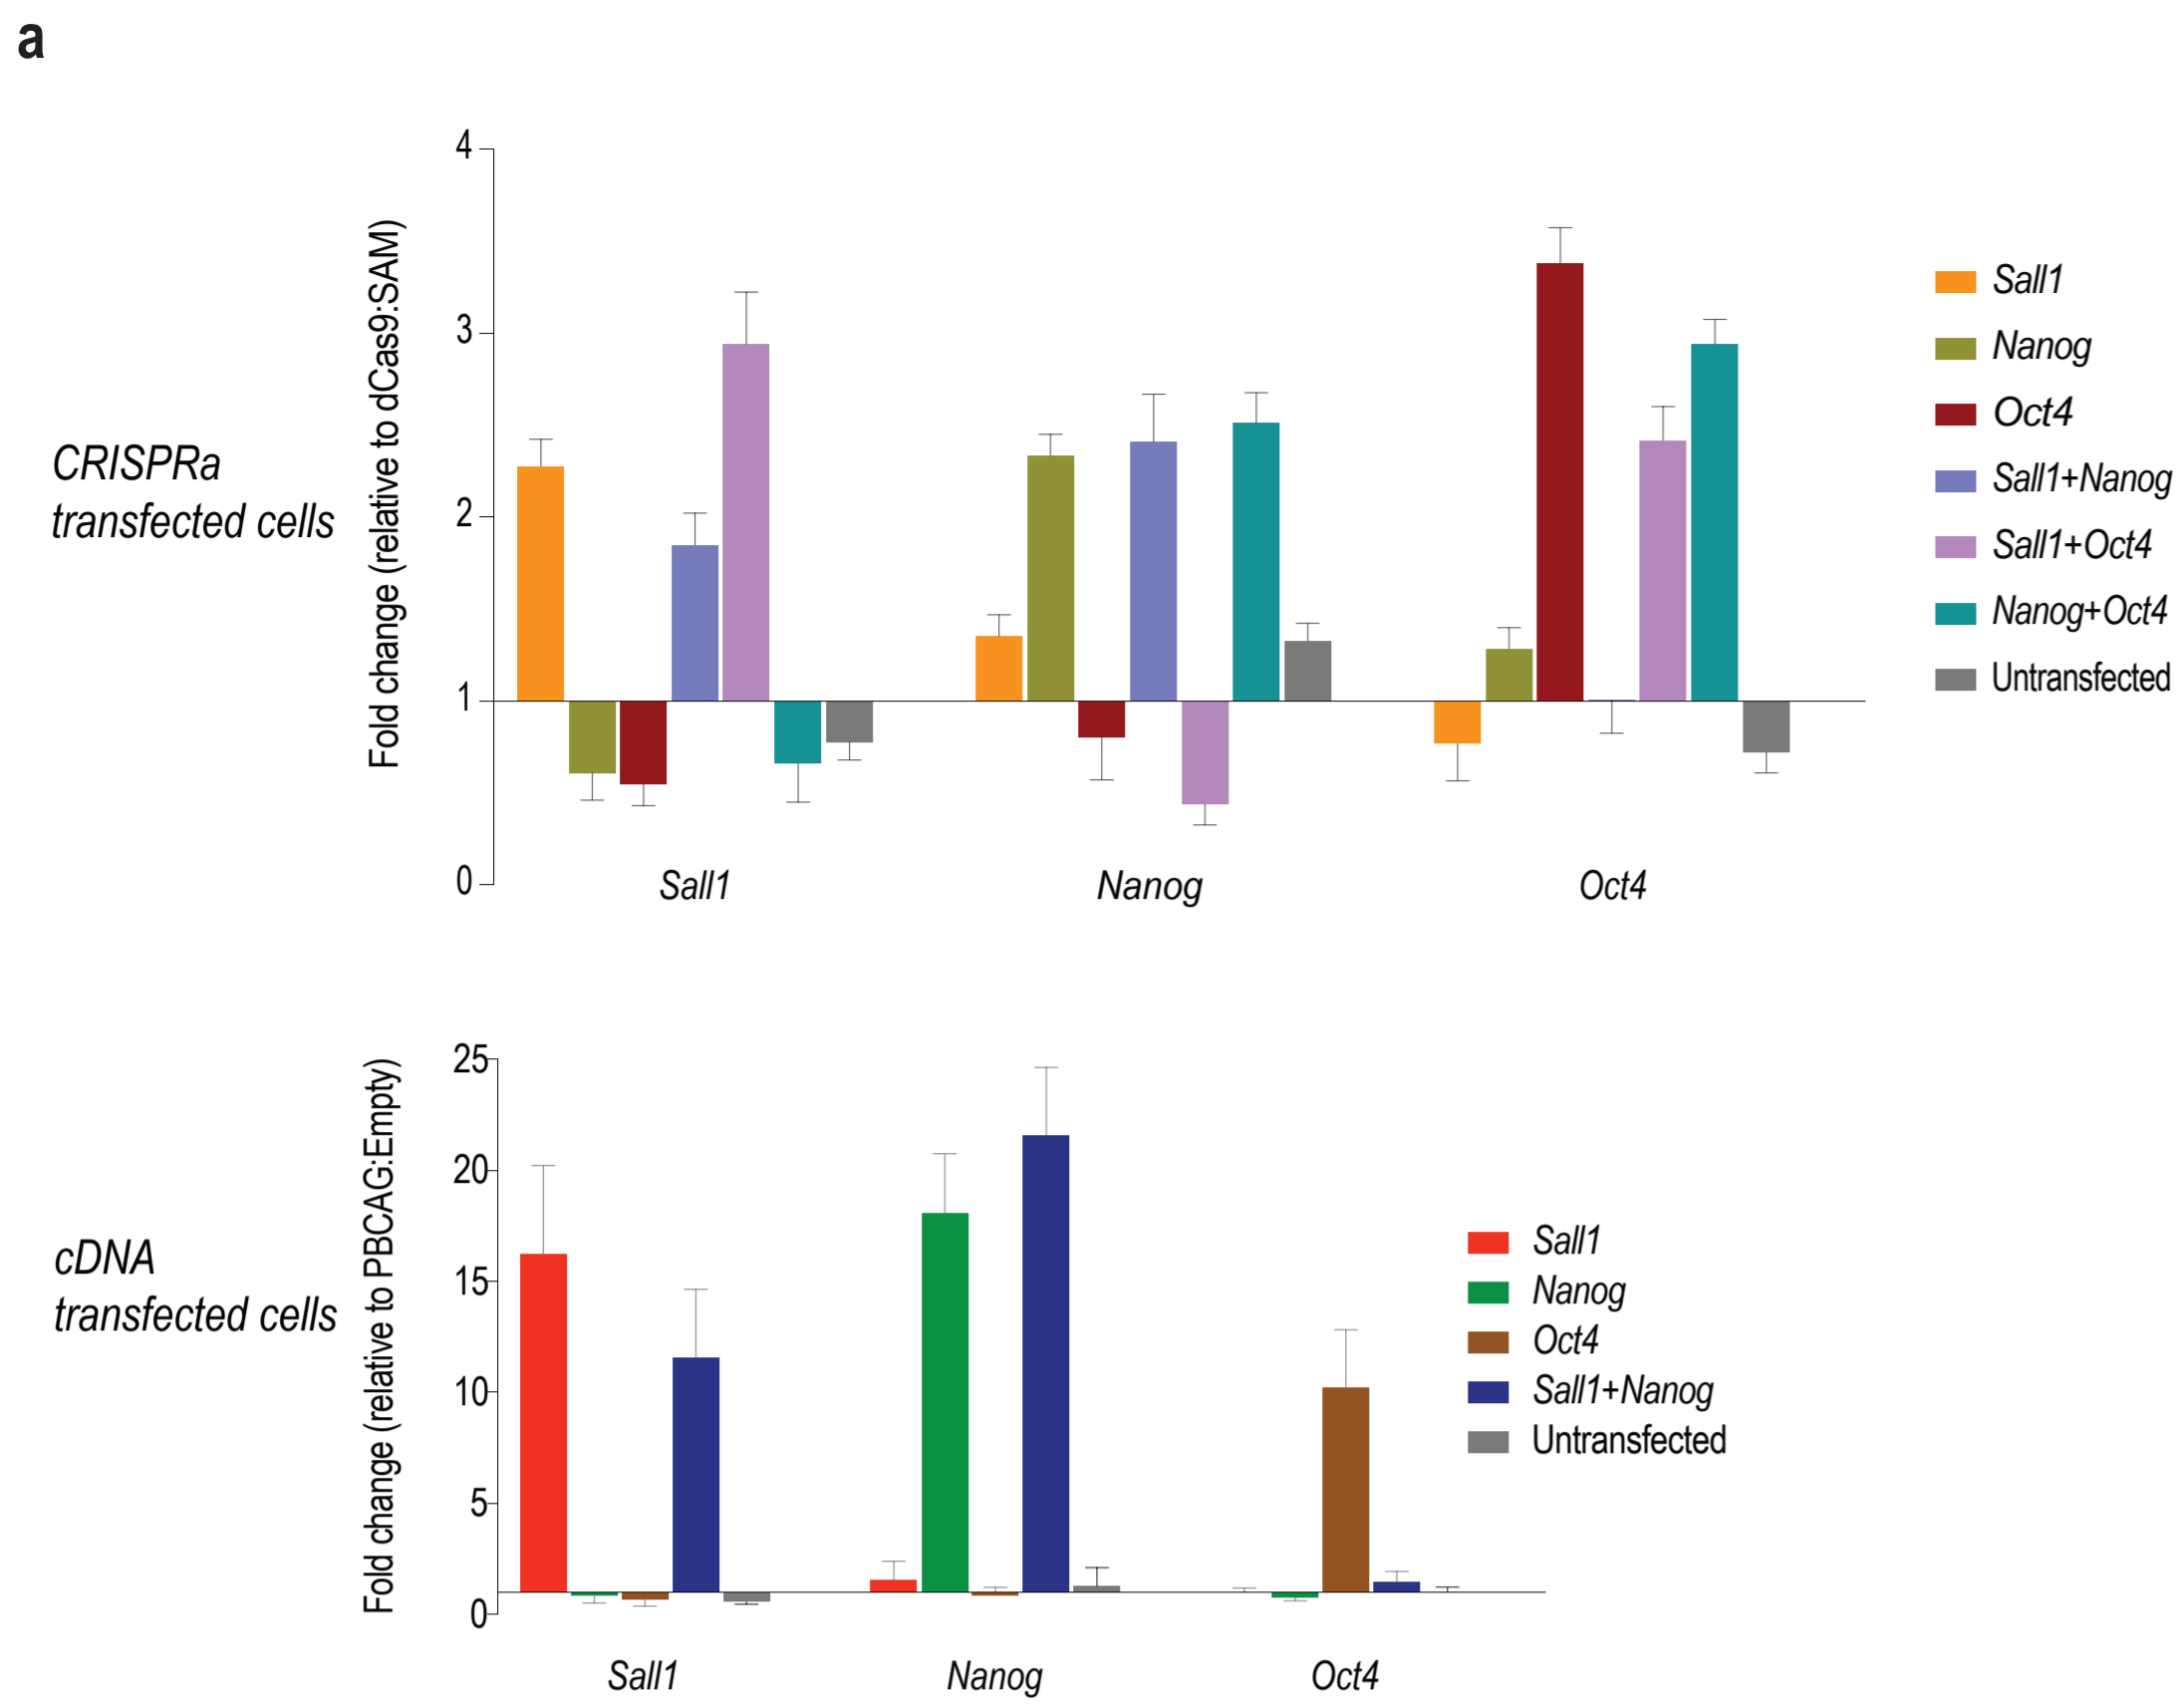 a
CRISPRa
transfected cells
Fold change (relative to dCas9:SAM)
4
3
2
1
0
Sall1
Nanog
Oct4
Sall1
Nanog
Oct4
Sall1+Nanog
Sall1+Oct4
Nanog+Oct4
Untransfected
cDNA
transfected cells
Fold change (relative to PBCAG:Empty)
25
20
15
10
5
0
Sall1
Nanog
Oct4
Sall1
Nanog
Oct4
Sall1+Nanog
Untransfected